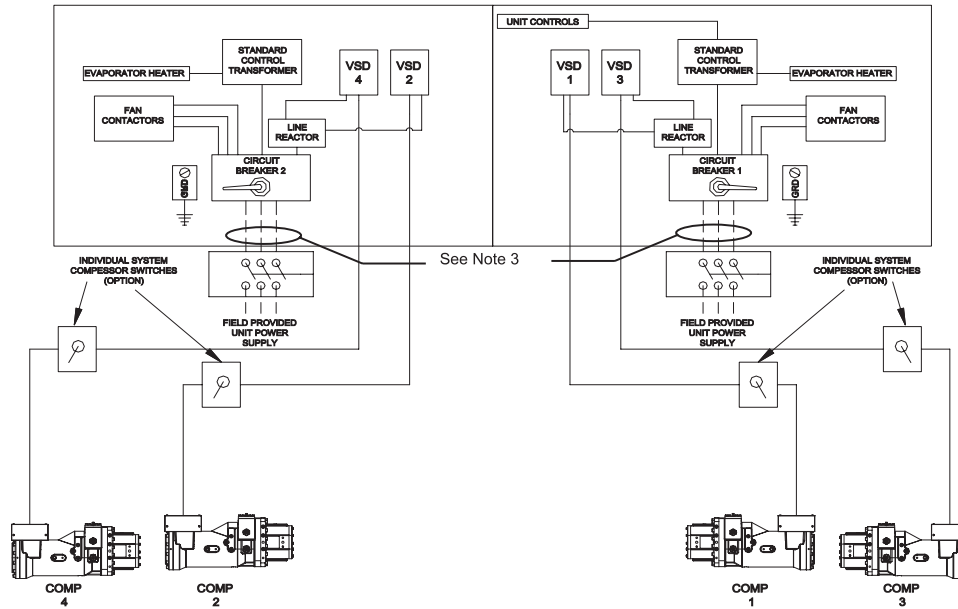 UNIT CONTROLS
STANDARD
CONTROL
TRANSFORMER
VSD
4
VSD
2
VSD
1
VSD
3
STANDARD
CONTROL
TRANSFORMER
EVAPORATOR HEATER
EVAPORATOR HEATER
FAN
CONTACTORS
LINE
REACTOR
LINE
REACTOR
FAN
CONTACTORS
CIRCUIT
BREAKER 2
CIRCUIT
BREAKER 1
GRD
See Note 3
INDIVIDUAL SYSTEM
COMPESSOR SWITCHES
(OPTION)
INDIVIDUAL SYSTEM
COMPESSOR SWITCHES
(OPTION)
FIELD PROVIDED
UNIT POWER
SUPPLY
FIELD PROVIDED
UNIT POWER
SUPPLY
COMP
4
COMP
2
COMP
1
COMP
3